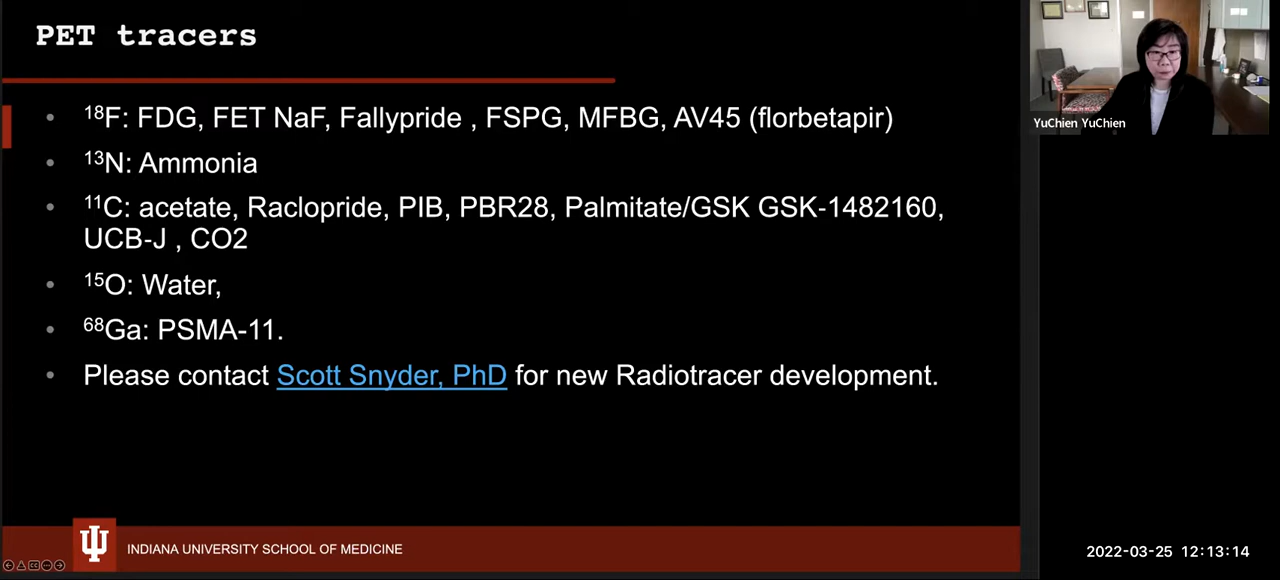 PET tracers
• ¹⁸F: FDG, FET NaF, Fallypride , FSPG, MFBG, AV45 (florbetapir)
• ¹³N: Ammonia
• ¹¹C: acetate, Raclopride, PIB, PBR28, Palmitate/GSK GSK-1482160,
UCB-J , CO2
• ¹⁵O: Water,
• ⁶⁸Ga: PSMA-11.
• Please contact Scott Snyder, PhD for new Radiotracer development.
INDIANA UNIVERSITY SCHOOL OF MEDICINE
YuChien YuChien
2022-03-25 12:13:14